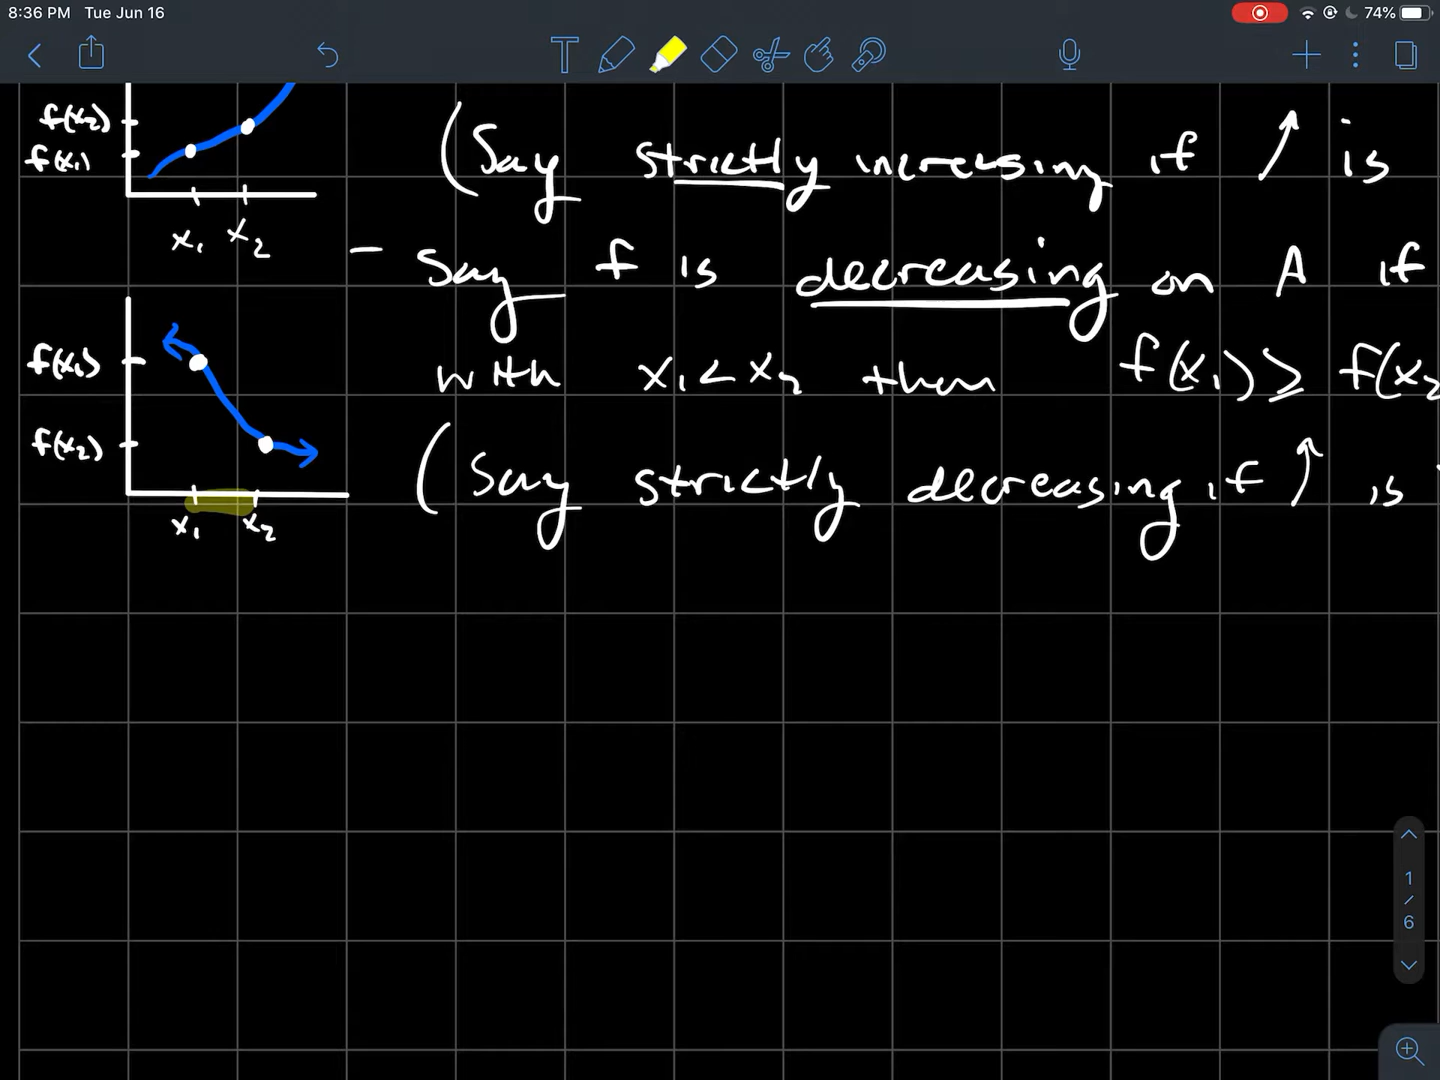 8:36 PM Tue Jun 16
74%
f(x₂)
f(x₁)
x₁ x₂
(Say strictly increasing if ↗ is
- Say f is decreasing on A if
with x₁ < x₂ then f(x₁) ≥ f(x₂
f(x₁)
f(x₂)
x₁ x₂
(Say strictly decreasing if ↑ is
1
/
6